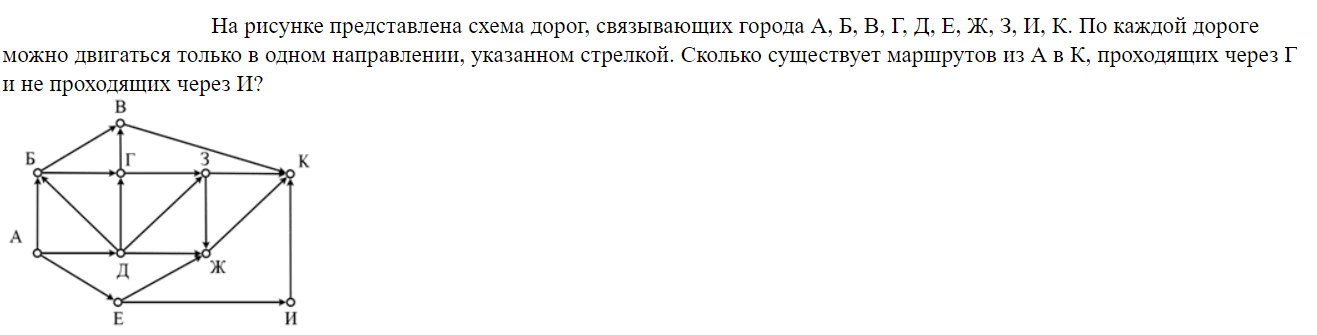 На рисунке представлена схема дорог, связывающих города А, Б, В, Г, Д, Е, Ж, З, И, К. По каждой дороге
можно двигаться только в одном направлении, указанном стрелкой. Сколько существует маршрутов из А в К, проходящих через Г
и не проходящих через И?
В
Б
Г
З
К
А
Д
Ж
Е
И